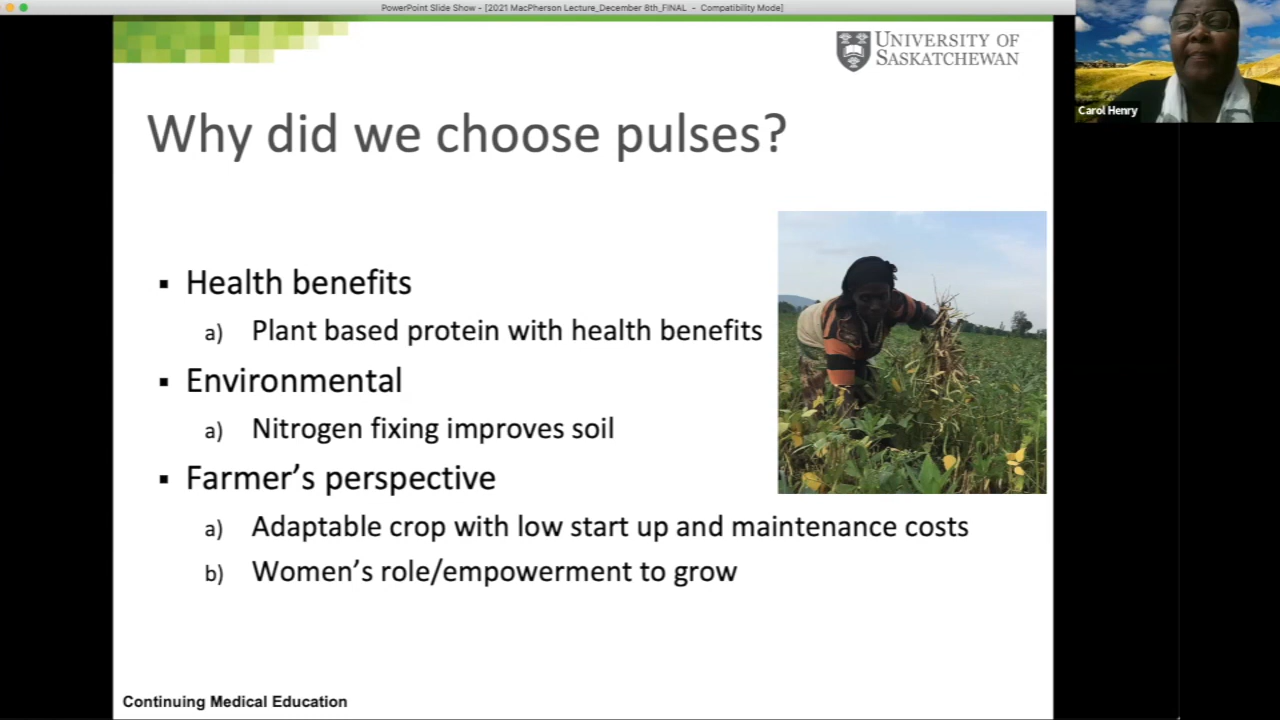 PowerPoint Slide Show - [2021 MacPherson Lecture_December 8th_FINAL - Compatibility Mode]
UNIVERSITY OF
SASKATCHEWAN
Carol Henry
Why did we choose pulses?
▪ Health benefits
a) Plant based protein with health benefits
▪ Environmental
a) Nitrogen fixing improves soil
▪ Farmer’s perspective
a) Adaptable crop with low start up and maintenance costs
b) Women’s role/empowerment to grow
Continuing Medical Education